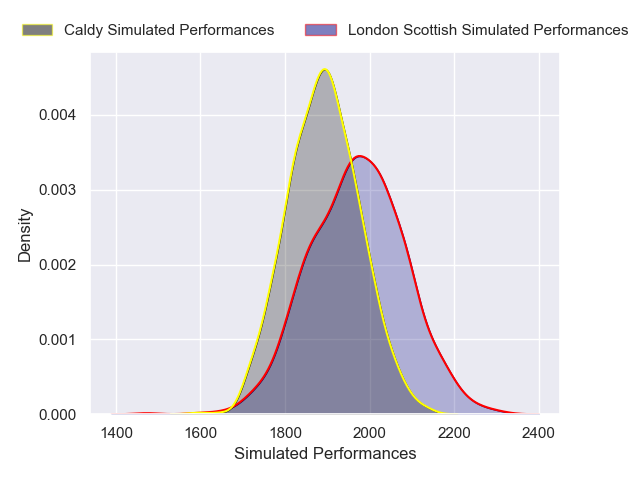 Caldy Simulated Performances London Scottish Simulated Performances
0.004
0.003
0.002
0.001
0.000
Density
1400 1600 1800 2000 2200 2400
Simulated Performances